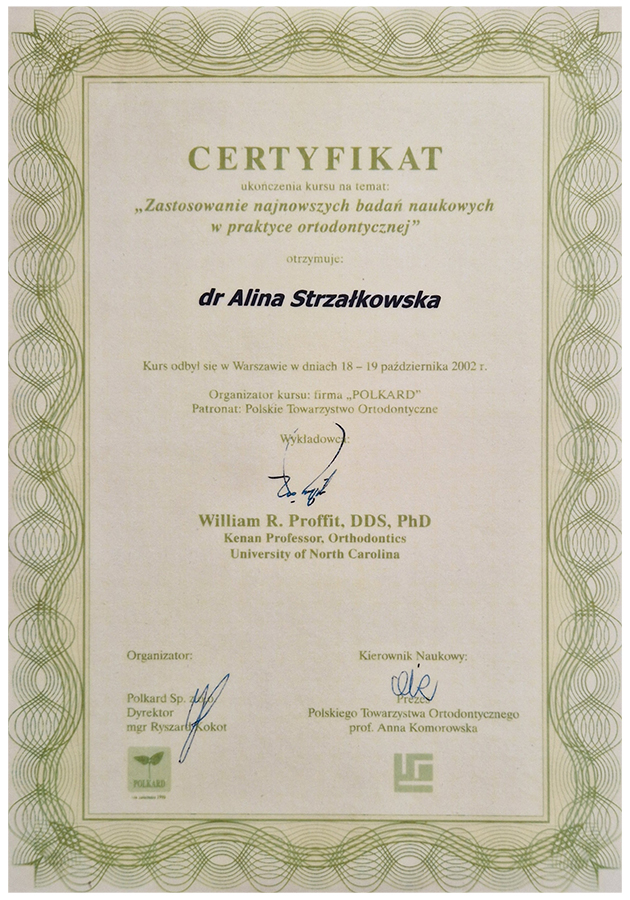 CERTYFIKAT
ukończenia kursu na temat:
„Zastosowanie najnowszych badań naukowych
w praktyce ortodontycznej”
otrzymuje:
dr Alina Strzałkowska
Kurs odbył się w Warszawie w dniach 18 – 19 października 2002 r.
Organizator kursu: firma „POLKARD”
Patronat: Polskie Towarzystwo Ortodontyczne
Wykładowca:
William R. Proffit, DDS, PhD
Kenan Professor, Orthodontics
University of North Carolina
Organizator:
Polkard Sp. z o.o.
Dyrektor
mgr Ryszard Kokot
POLKARD
Kierownik Naukowy:
Prezes
Polskiego Towarzystwa Ortodontycznego
prof. Anna Komorowska